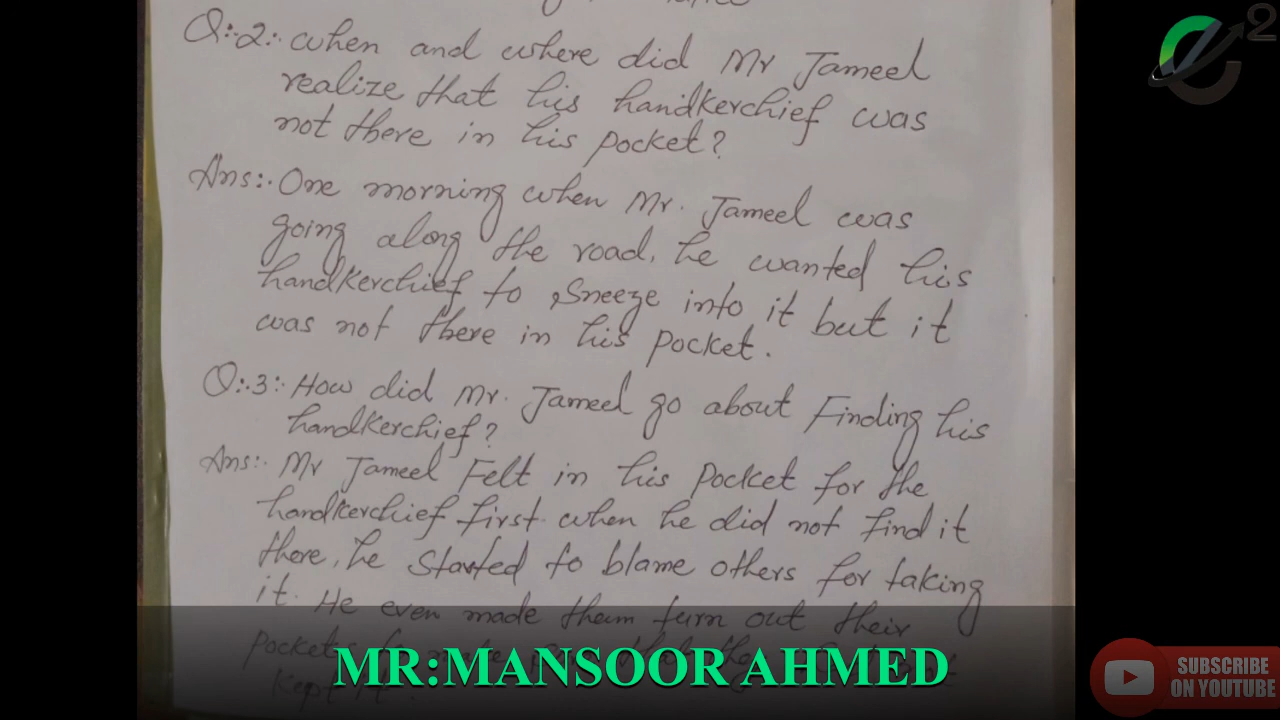 Q:-2:- when and where did Mr Jameel
realize that his handkerchief was
not there in his pocket?
Ans:- One morning when Mr. Jameel was
going along the road, he wanted his
handkerchief to sneeze into it but it
was not there in his pocket.
Q:-3:- How did Mr. Jameel go about Finding his
handkerchief?
Ans:- Mr Jameel Felt in his Pocket for the
handkerchief first. when he did not find it
there, he started to blame others for taking
it. He even made them turn out their
Pockets
kept
MR:MANSOOR AHMED
2
SUBSCRIBE
ON YOUTUBE